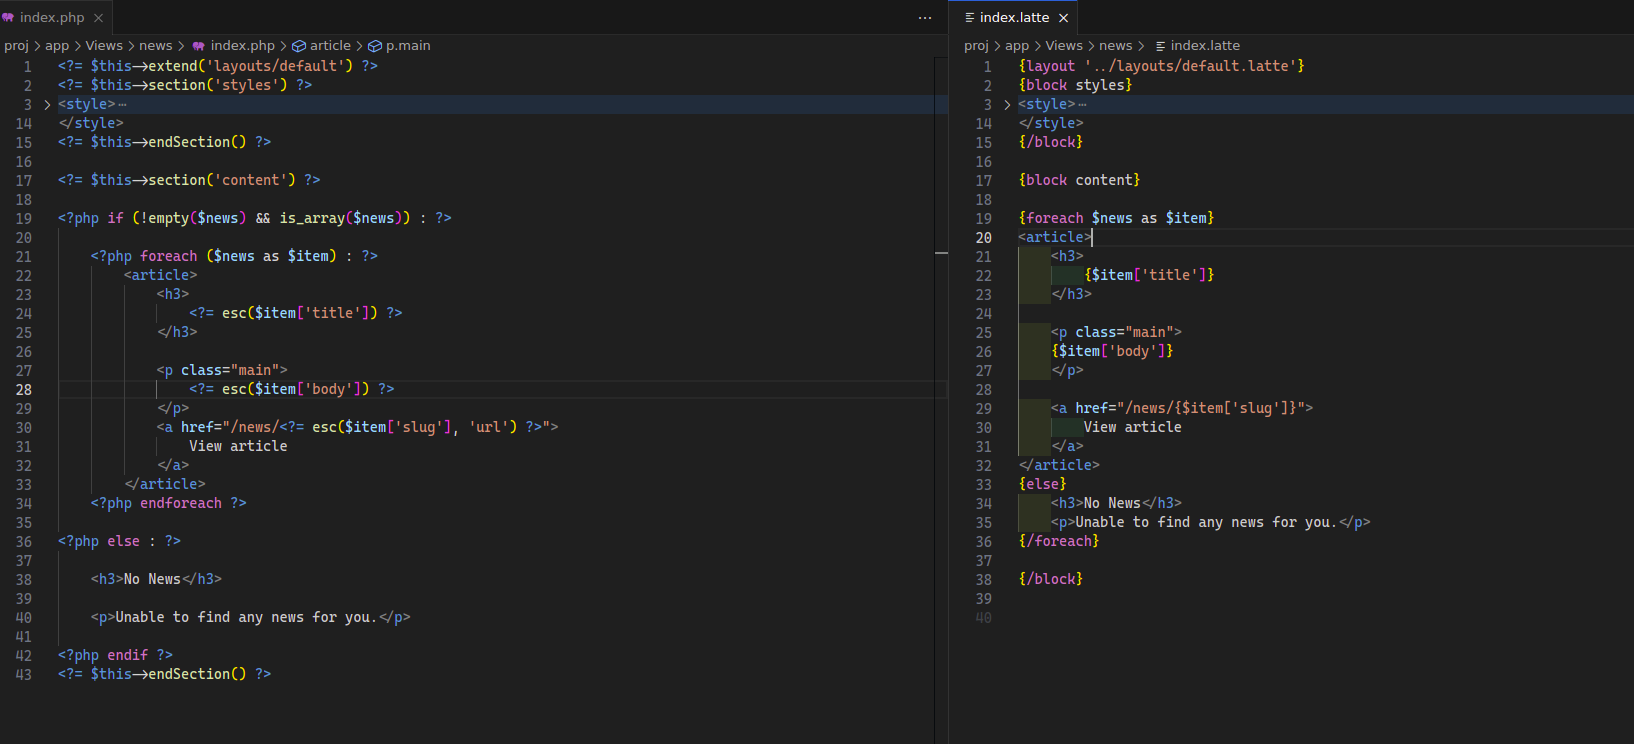 index.php
proj > app > Views > news > index.php > article > p.main
1 <?= $this->extend('layouts/default') ?>
2 <?= $this->section('styles') ?>
3 <style>…
14 </style>
15 <?= $this->endSection() ?>
16
17 <?= $this->section('content') ?>
18
19 <?php if (!empty($news) && is_array($news)) : ?>
20
21 <?php foreach ($news as $item) : ?>
22 <article>
23 <h3>
24 <?= esc($item['title']) ?>
25 </h3>
26
27 <p class="main">
28 <?= esc($item['body']) ?>
29 </p>
30 <a href="/news/<?= esc($item['slug'], 'url') ?>">
31 View article
32 </a>
33 </article>
34 <?php endforeach ?>
35
36 <?php else : ?>
37
38 <h3>No News</h3>
39
40 <p>Unable to find any news for you.</p>
41
42 <?php endif ?>
43 <?= $this->endSection() ?>
index.latte
proj > app > Views > news > index.latte
1 {layout '../layouts/default.latte'}
2 {block styles}
3 <style>…
14 </style>
15 {/block}
16
17 {block content}
18
19 {foreach $news as $item}
20 <article>
21 <h3>
22 {$item['title']}
23 </h3>
24
25 <p class="main">
26 {$item['body']}
27 </p>
28
29 <a href="/news/{$item['slug']}">
30 View article
31 </a>
32 </article>
33 {else}
34 <h3>No News</h3>
35 <p>Unable to find any news for you.</p>
36 {/foreach}
37
38 {/block}
39
40